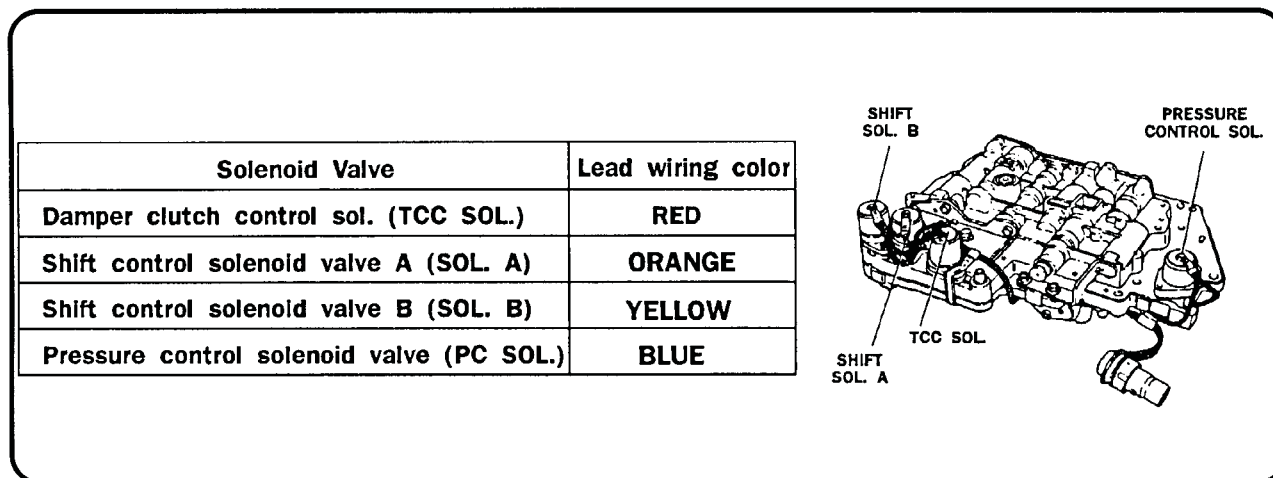 Solenoid Valve Lead wiring color
Damper clutch control sol. (TCC SOL.) RED
Shift control solenoid valve A (SOL. A) ORANGE
Shift control solenoid valve B (SOL. B) YELLOW
Pressure control solenoid valve (PC SOL.) BLUE
SHIFT
SOL. B
PRESSURE
CONTROL SOL.
TCC SOL.
SHIFT
SOL. A